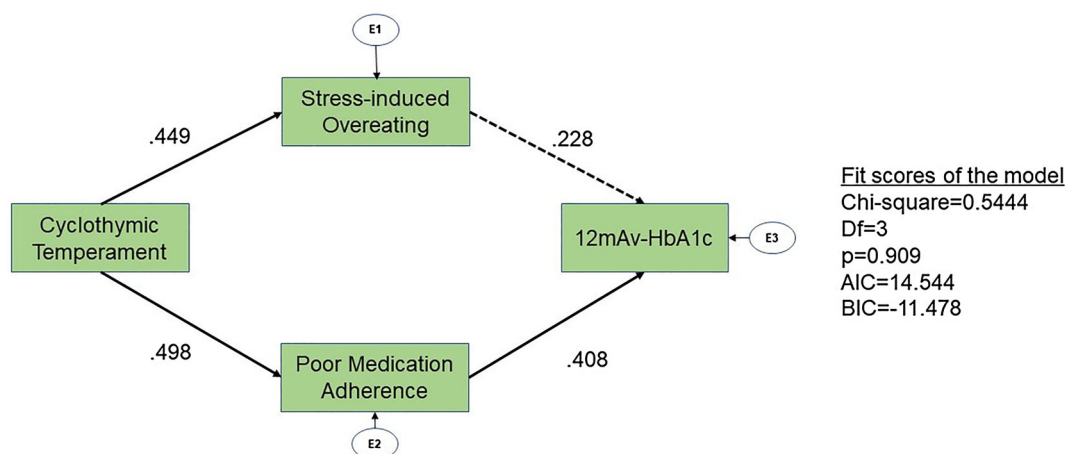 E1
Stress-induced
Overeating
.449
.228
Cyclothymic
Temperament
12mAv-HbA1c
E3
.498
.408
Poor Medication
Adherence
E2
Fit scores of the model
Chi-square=0.5444
Df=3
p=0.909
AIC=14.544
BIC=-11.478